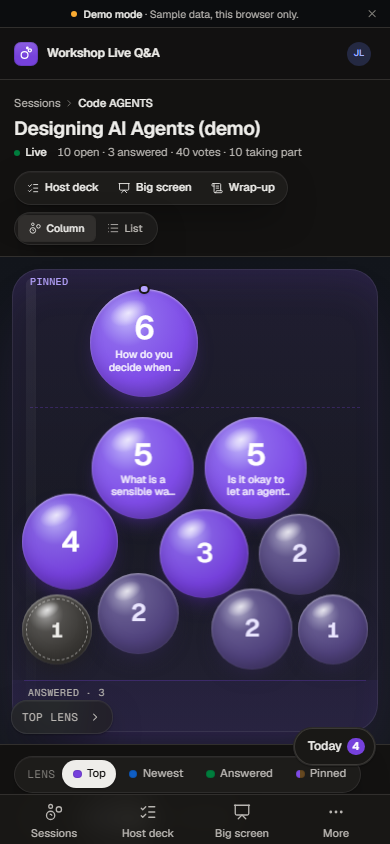 Demo mode · Sample data, this browser only.
Workshop Live Q&A
JL
Sessions > Code AGENTS
Designing AI Agents (demo)
Live 10 open · 3 answered · 40 votes · 10 taking part
Host deck Big screen Wrap-up
Column List
PINNED
6
How do you
decide when ...
5
What is a
sensible wa...
5
Is it okay to
let an agent..
4
3
2
1
2
2
1
ANSWERED · 3
TOP LENS >
Today 4
LENS Top Newest Answered Pinned
Sessions Host deck Big screen More